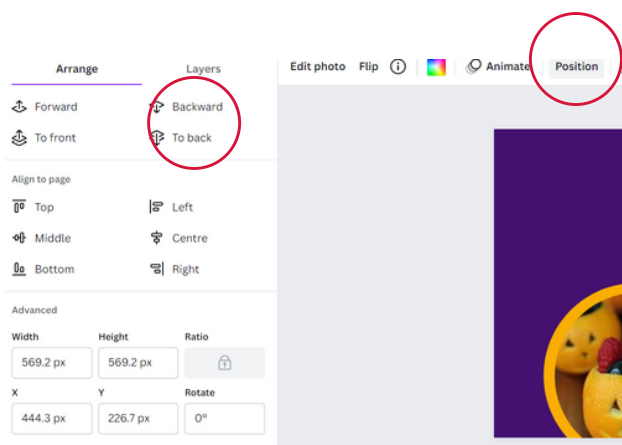 Arrange Layers
Edit photo Flip Animate Position
Forward Backward
To front To back
Align to page
Top Left
Middle Centre
Bottom Right
Advanced
Width Height Ratio
569.2 px 569.2 px
X Y Rotate
444.3 px 226.7 px 0°